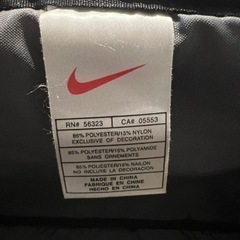 RN# 56323 CA# 05553
85% POLYESTER/15% NYLON
EXCLUSIVE OF DECORATION
85% POLYESTER/15% POLYAMIDE
SANS ORNEMENTS
85% POLIESTER/15% NAILON
NO INCLUYE LA DECORACION
MADE IN CHINA
FABRIQUE EN CHINE
HECHO EN CHINA